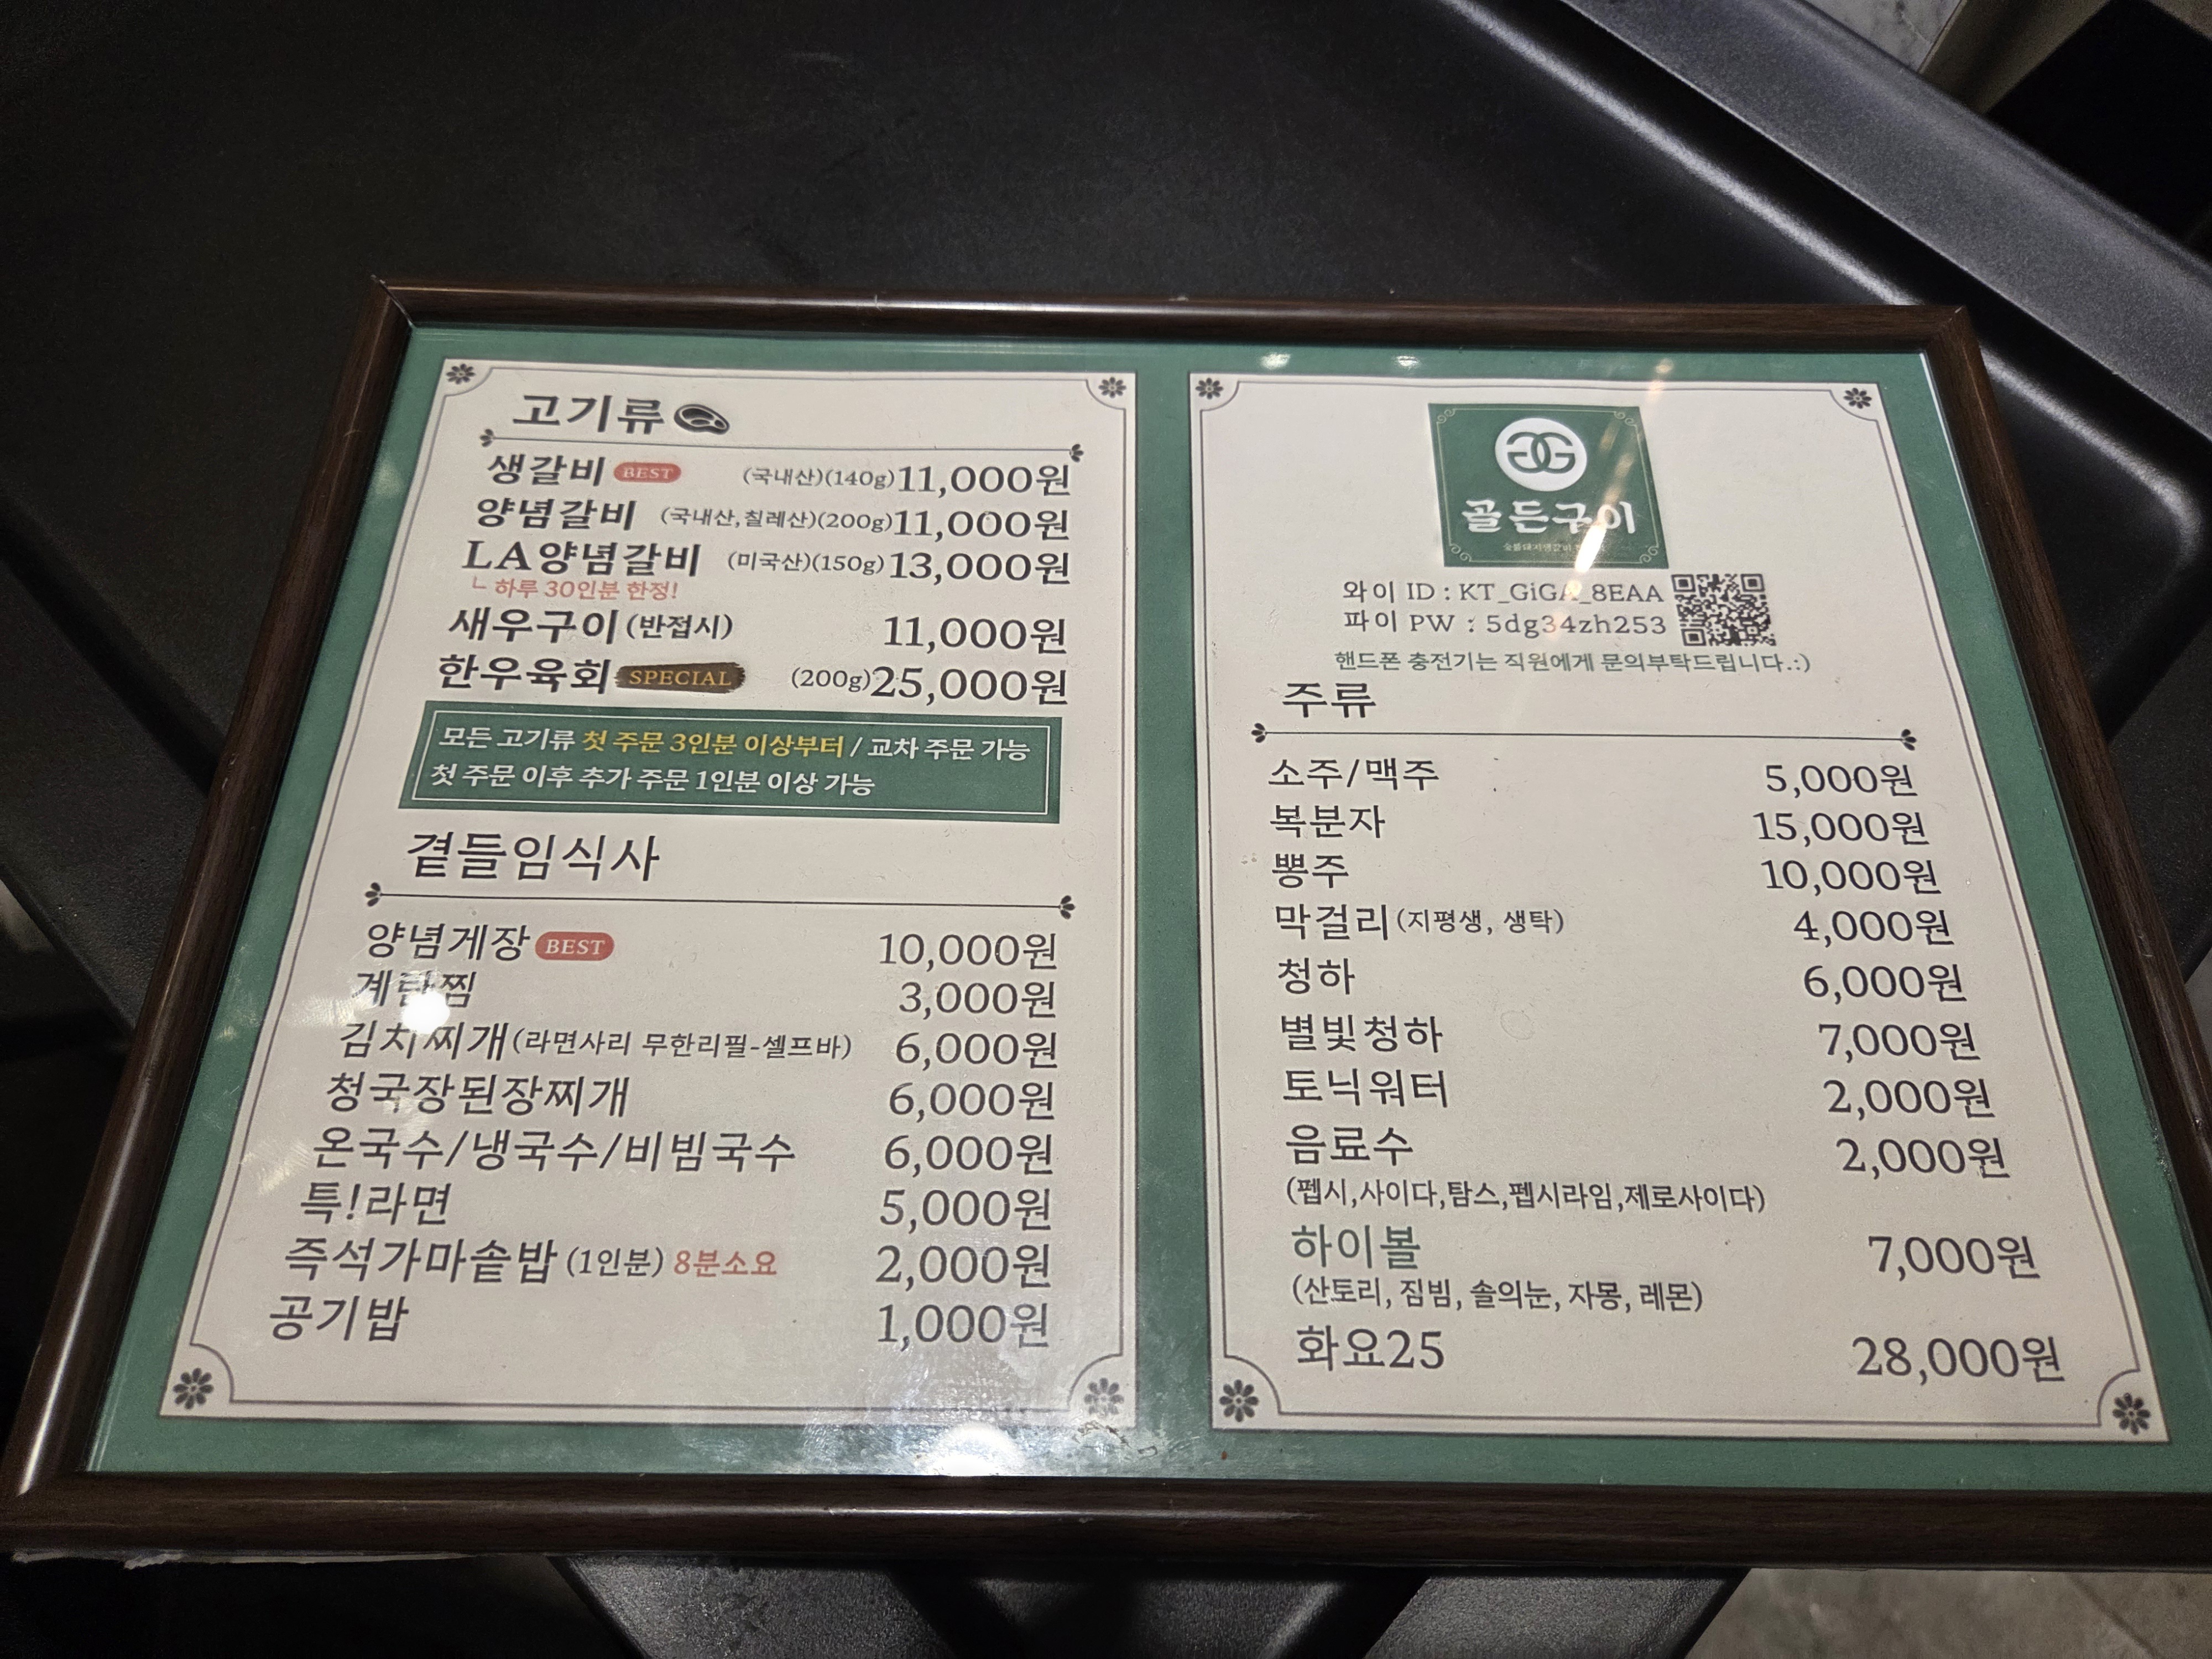 고기류
생갈비 BEST (국내산)(140g) 11,000원
양념갈비 (국내산,칠레산)(200g) 11,000원
LA양념갈비 (미국산)(150g) 13,000원
ㄴ 하루 30인분 한정!
새우구이(반접시) 11,000원
한우육회 SPECIAL (200g) 25,000원
모든 고기류 첫 주문 3인분 이상부터 / 교차 주문 가능
첫 주문 이후 추가 주문 1인분 이상 가능
곁들임식사
양념게장 BEST 10,000원
계란찜 3,000원
김치찌개(라면사리 무한리필-셀프바) 6,000원
청국장된장찌개 6,000원
온국수/냉국수/비빔국수 6,000원
특!라면 5,000원
즉석가마솥밥(1인분) 8분소요 2,000원
공기밥 1,000원
GG
골든구이
와이 ID : KT_GiGA_8EAA
파이 PW : 5dg34zh253
핸드폰 충전기는 직원에게 문의부탁드립니다.:)
주류
소주/맥주 5,000원
복분자 15,000원
뽕주 10,000원
막걸리(지평생, 생탁) 4,000원
청하 6,000원
별빛청하 7,000원
토닉워터 2,000원
음료수 2,000원
(펩시,사이다,탐스,펩시라임,제로사이다)
하이볼 7,000원
(산토리, 짐빔, 솔의눈, 자몽, 레몬)
화요25 28,000원